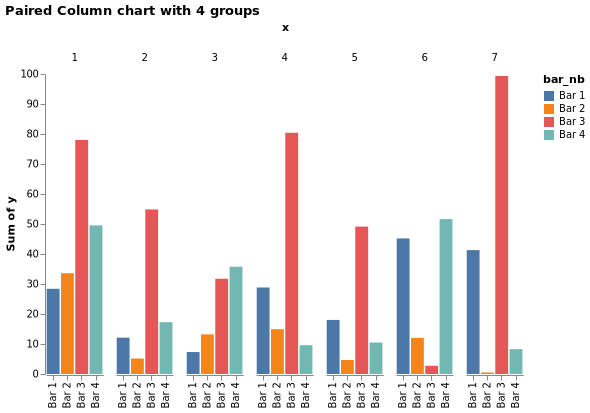 Paired Column chart with 4 groups
x
1 2 3 4 5 6 7
100
90
80
70
60
50
40
30
20
10
0
Sum of y
Bar 1 Bar 2 Bar 3 Bar 4 Bar 1 Bar 2 Bar 3 Bar 4 Bar 1 Bar 2 Bar 3 Bar 4 Bar 1 Bar 2 Bar 3 Bar 4 Bar 1 Bar 2 Bar 3 Bar 4 Bar 1 Bar 2 Bar 3 Bar 4 Bar 1 Bar 2 Bar 3 Bar 4
bar_nb
Bar 1
Bar 2
Bar 3
Bar 4